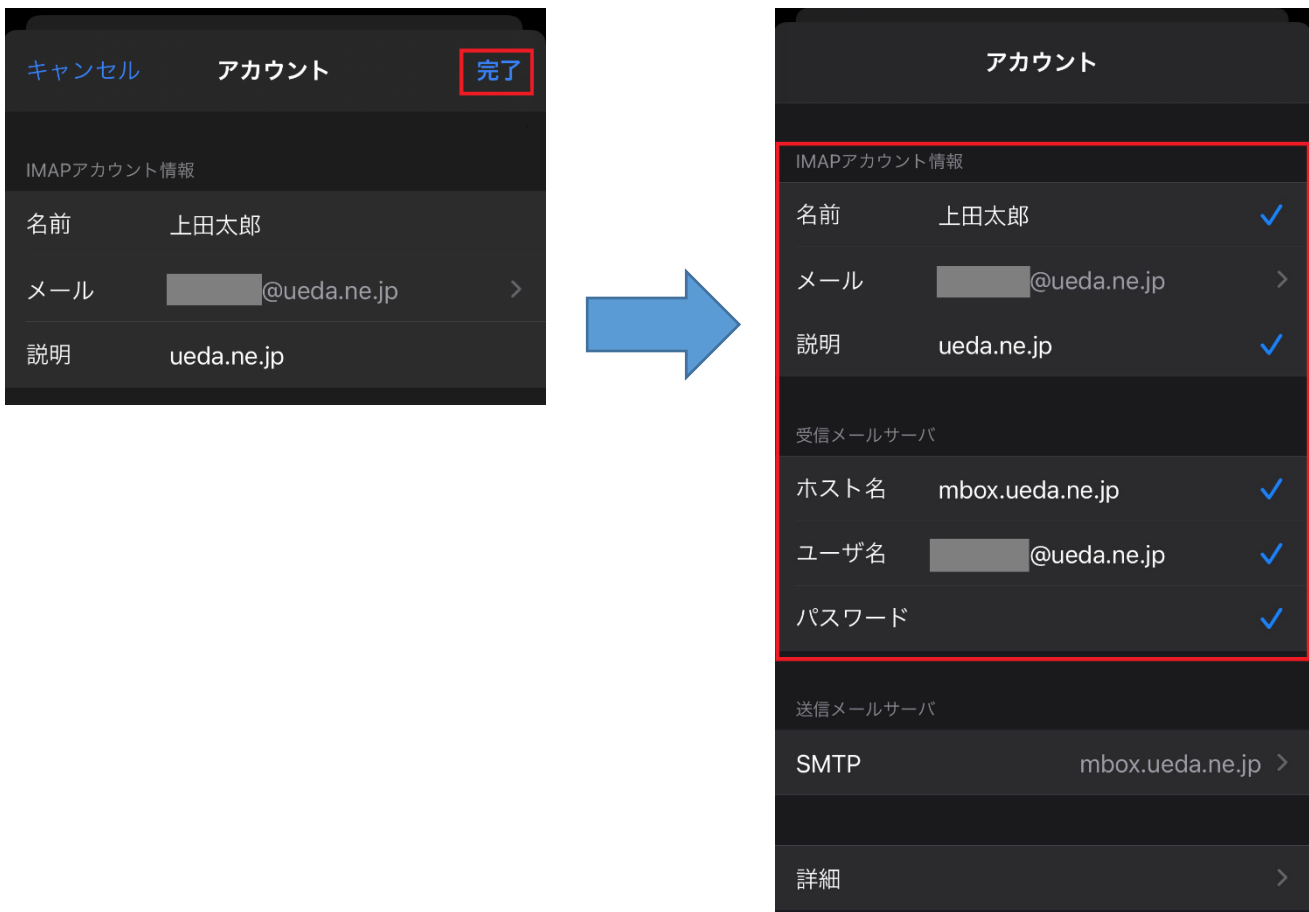 キャンセル アカウント 完了
IMAPアカウント情報
名前 上田太郎
メール @ueda.ne.jp
説明 ueda.ne.jp
アカウント
IMAPアカウント情報
名前 上田太郎
メール @ueda.ne.jp
説明 ueda.ne.jp
受信メールサーバ
ホスト名 mbox.ueda.ne.jp
ユーザ名 @ueda.ne.jp
パスワード
送信メールサーバ
SMTP mbox.ueda.ne.jp
詳細